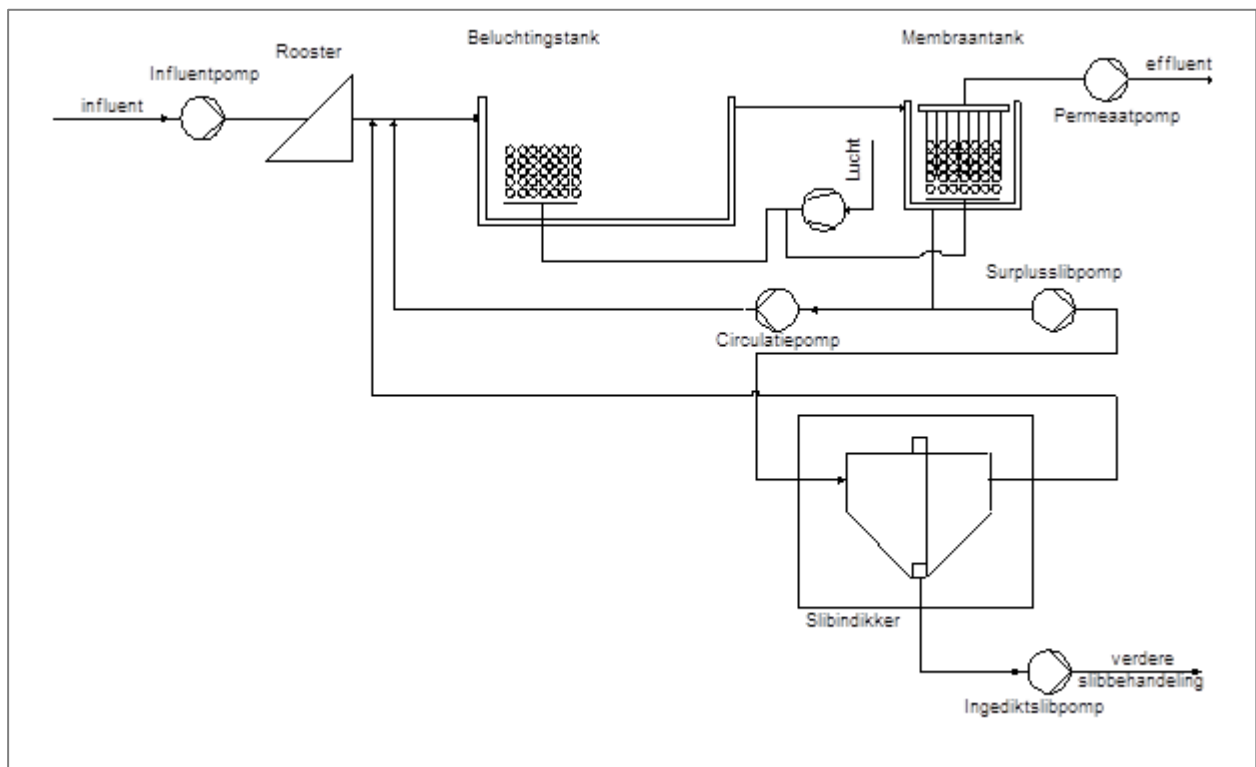 Beluchtingstank
Membraantank
Rooster
Influentpomp
influent
effluent
Permeaatpomp
Lucht
Surplusslibpomp
Circulatiepomp
Slibindikker
verdere
slibbehandeling
Ingediktslibpomp